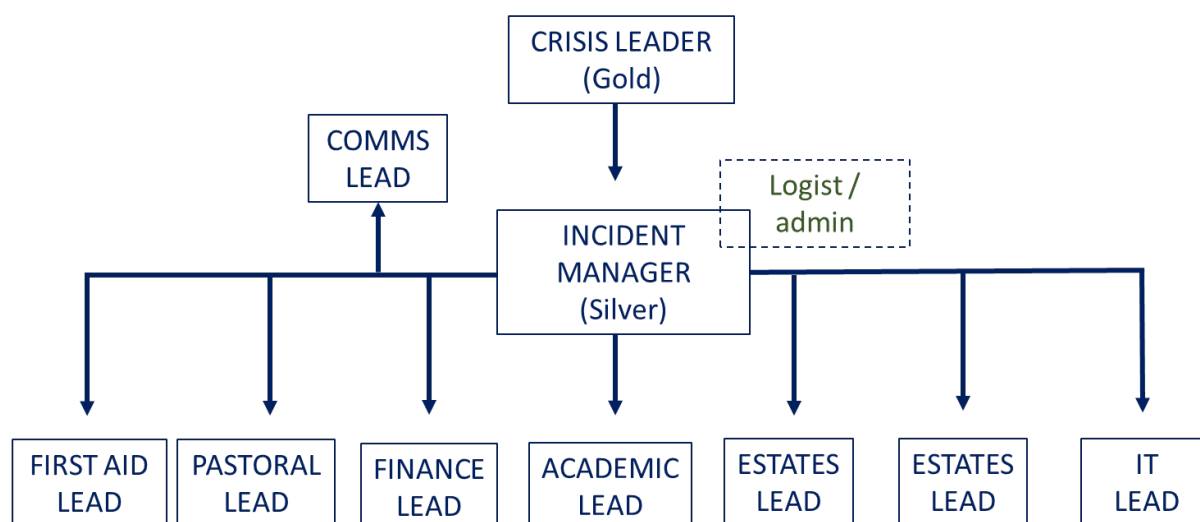 CRISIS LEADER
(Gold)
COMMS
LEAD
Logist /
admin
INCIDENT
MANAGER
(Silver)
FIRST AID
LEAD
PASTORAL
LEAD
FINANCE
LEAD
ACADEMIC
LEAD
ESTATES
LEAD
ESTATES
LEAD
IT
LEAD